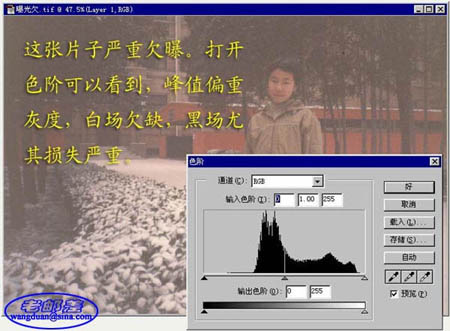 曝光欠.tif @ 47.5%(Layer 1,RGB)
这张片子严重欠曝。打开
色阶可以看到,峰值偏重
灰度,白场欠缺,黑场尤
其损失严重。
色阶
通道(C): RGB
好
输入色阶(I): 0 1.00 255
取消
载入(L)...
存储(S)...
自动
输出色阶(O): 0 255
预览(P)
老邮差
wangduan@sina.com